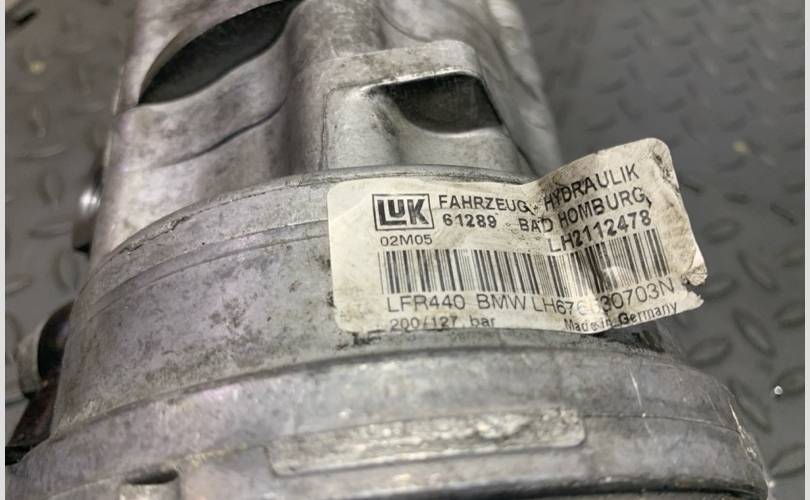 LuK FAHRZEUG - HYDRAULIK
61289 - BAD HOMBURG
02M05 LH2112478
LFR440 BMW
200/127 bar Made in Germany